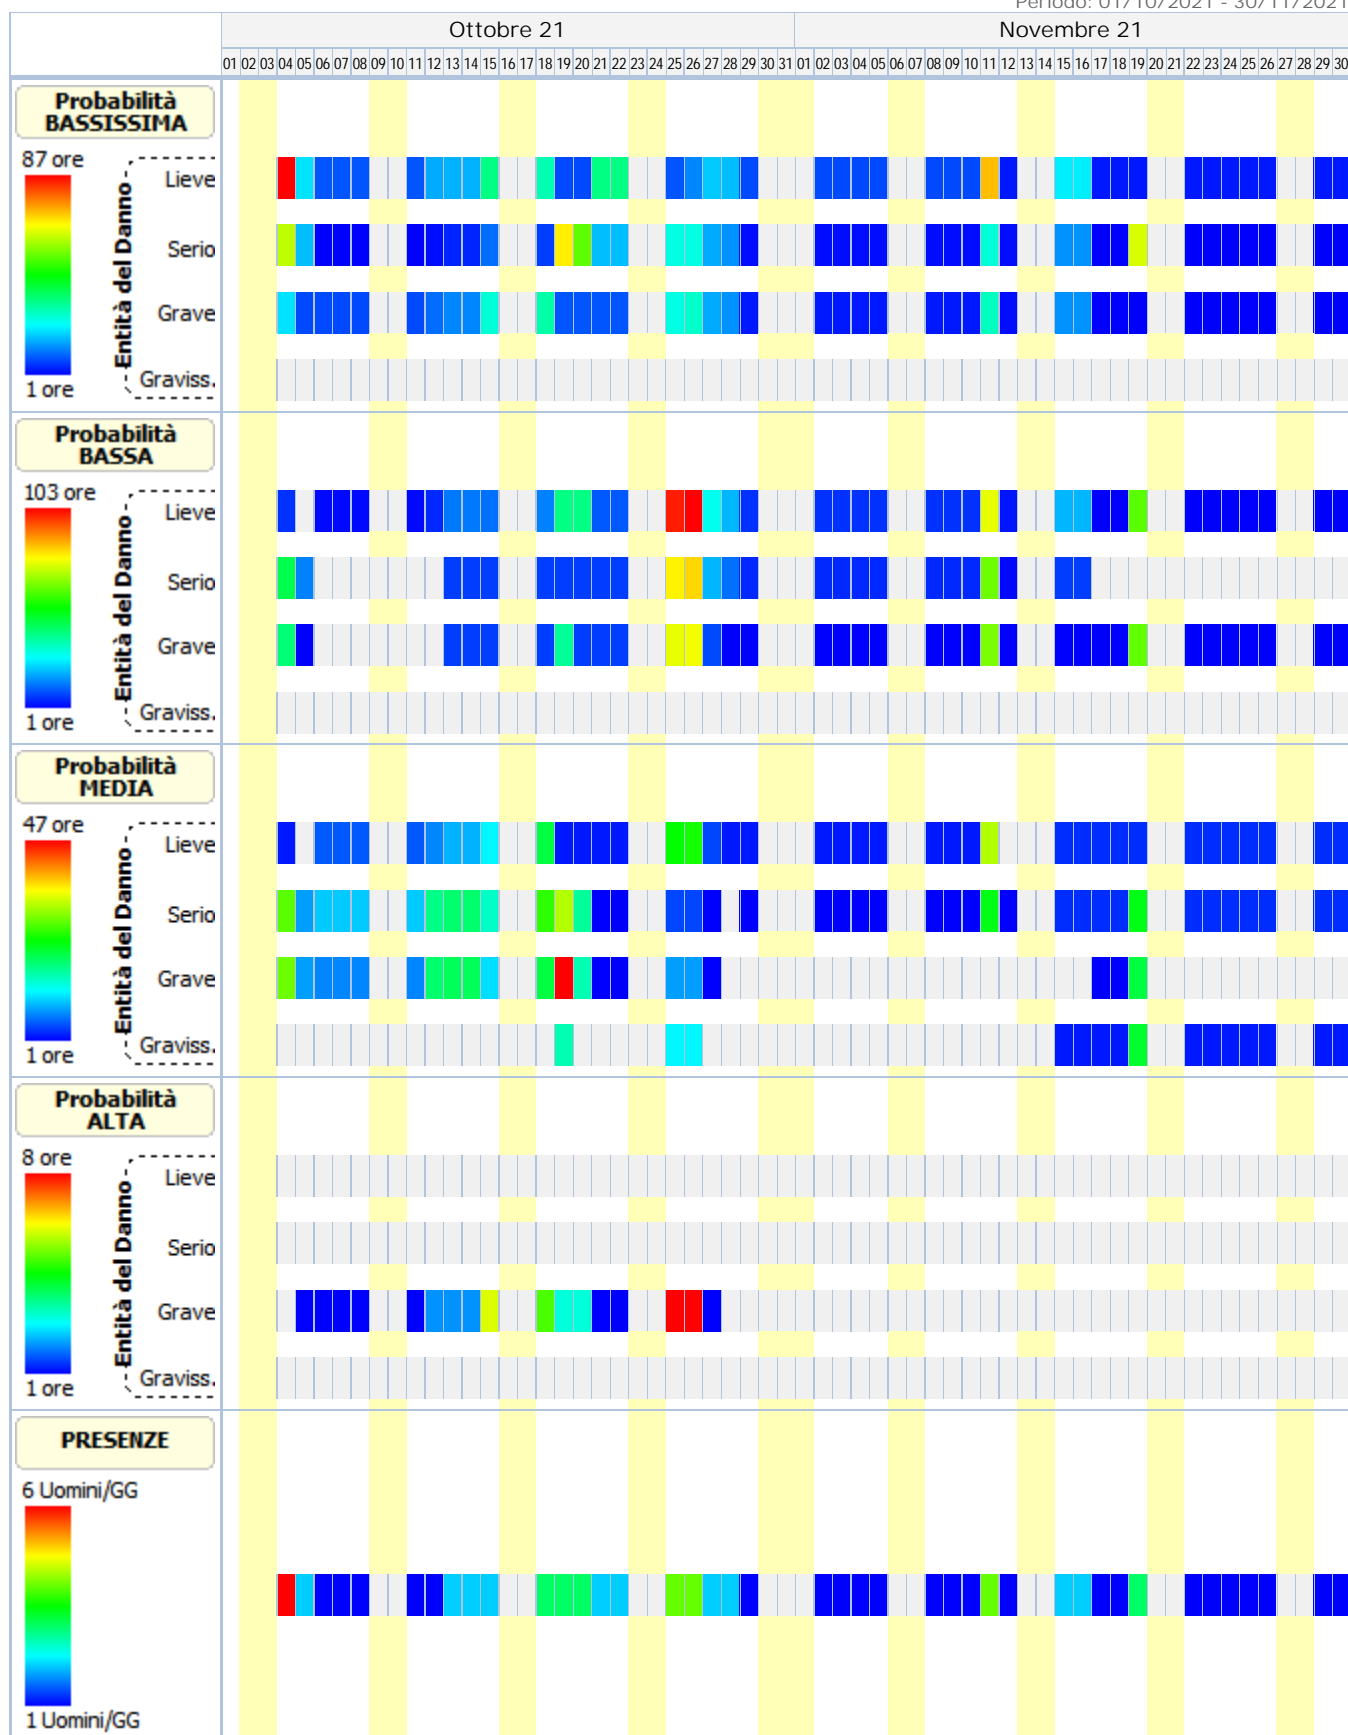 Periodo: 01/10/2021 - 30/11/2021
Ottobre 21 Novembre 21
01 02 03 04 05 06 07 08 09 10 11 12 13 14 15 16 17 18 19 20 21 22 23 24 25 26 27 28 29 30 31 01 02 03 04 05 06 07 08 09 10 11 12 13 14 15 16 17 18 19 20 21 22 23 24 25 26 27 28 29 30
Probabilità
BASSISSIMA
87 ore
1 ore
Entità del Danno
Lieve
Serio
Grave
Graviss.
Probabilità
BASSA
103 ore
1 ore
Entità del Danno
Lieve
Serio
Grave
Graviss.
Probabilità
MEDIA
47 ore
1 ore
Entità del Danno
Lieve
Serio
Grave
Graviss.
Probabilità
ALTA
8 ore
1 ore
Entità del Danno
Lieve
Serio
Grave
Graviss.
PRESENZE
6 Uomini/GG
1 Uomini/GG